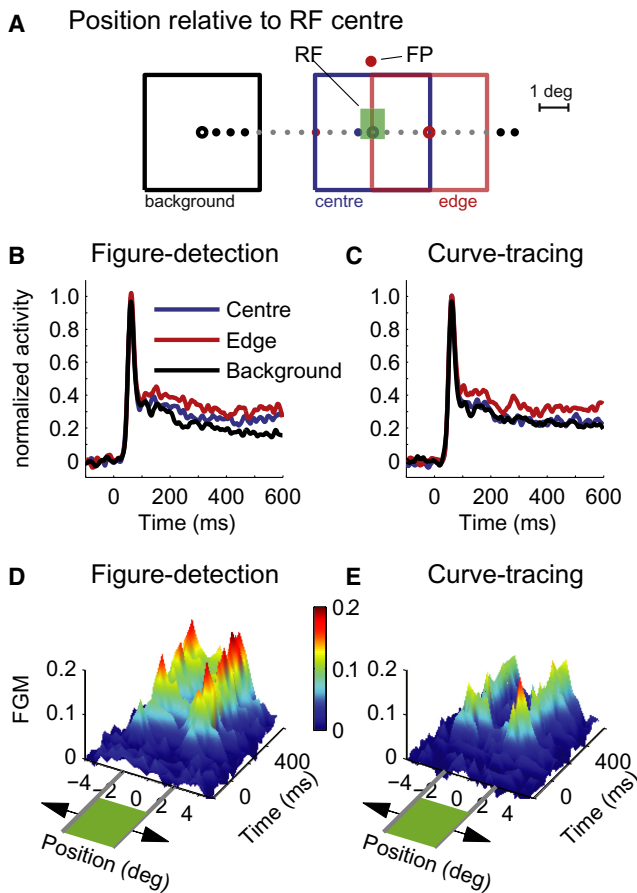 A Position relative to RF centre
RF FP
1 deg
background centre edge
B Figure-detection C Curve-tracing
normalized activity
1.0
0.8
0.6
0.4
0.2
0
Centre
Edge
Background
0 200 400 600
Time (ms)
1.0
0.8
0.6
0.4
0.2
0
0 200 400 600
Time (ms)
D Figure-detection E Curve-tracing
0.2
0.1
0
FGM
0.2
0.1
0
−4 −2 0 2 4
0 400
Time (ms)
Position (deg)
0.2
0.1
0
−4 −2 0 2 4
0 400
Time (ms)
Position (deg)